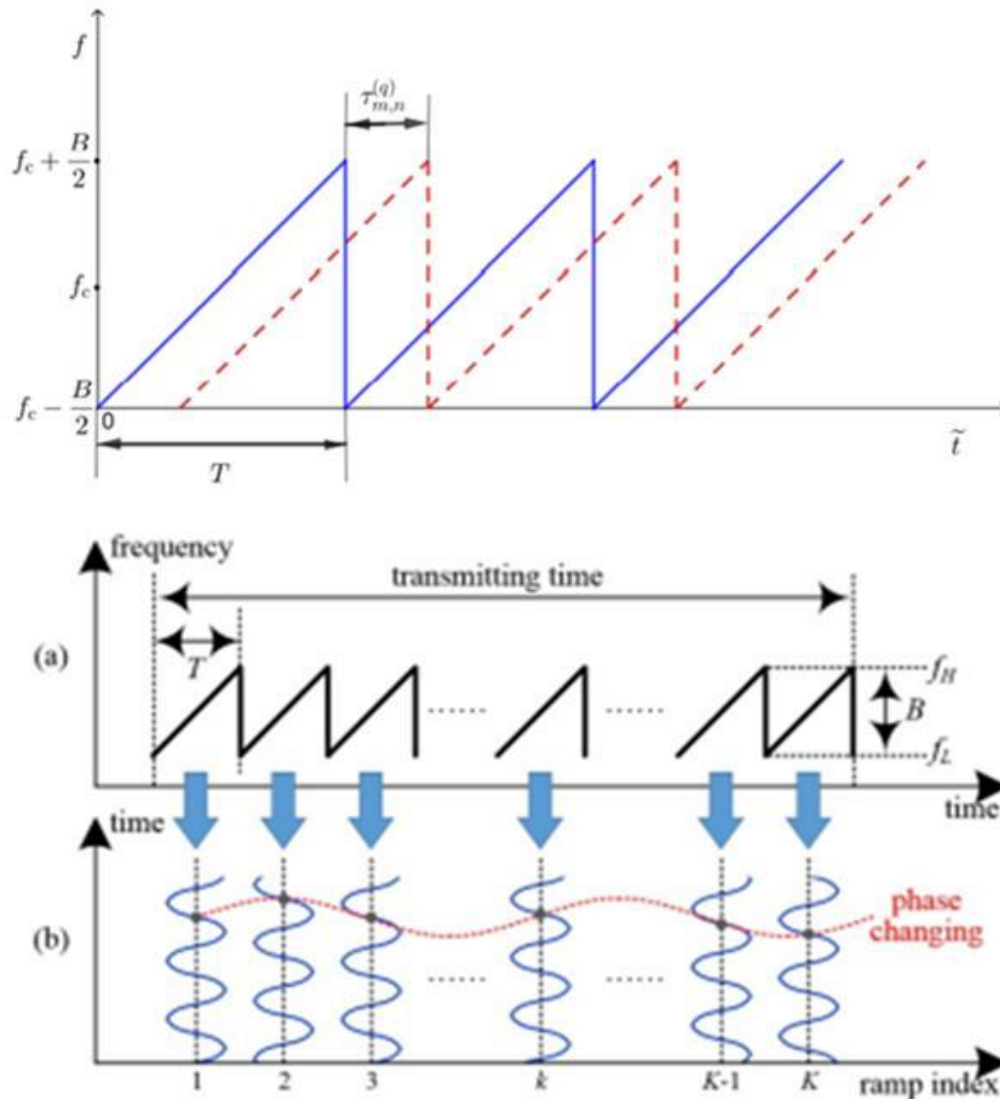 f
τ_{m,n}^{(q)}
f_c + B/2
f_c
f_c − B/2
0
T
t̃
frequency
transmitting time
(a)
T
f_H
B
f_L
time
time
(b)
phase
changing
1 2 3 k K-1 K ramp index